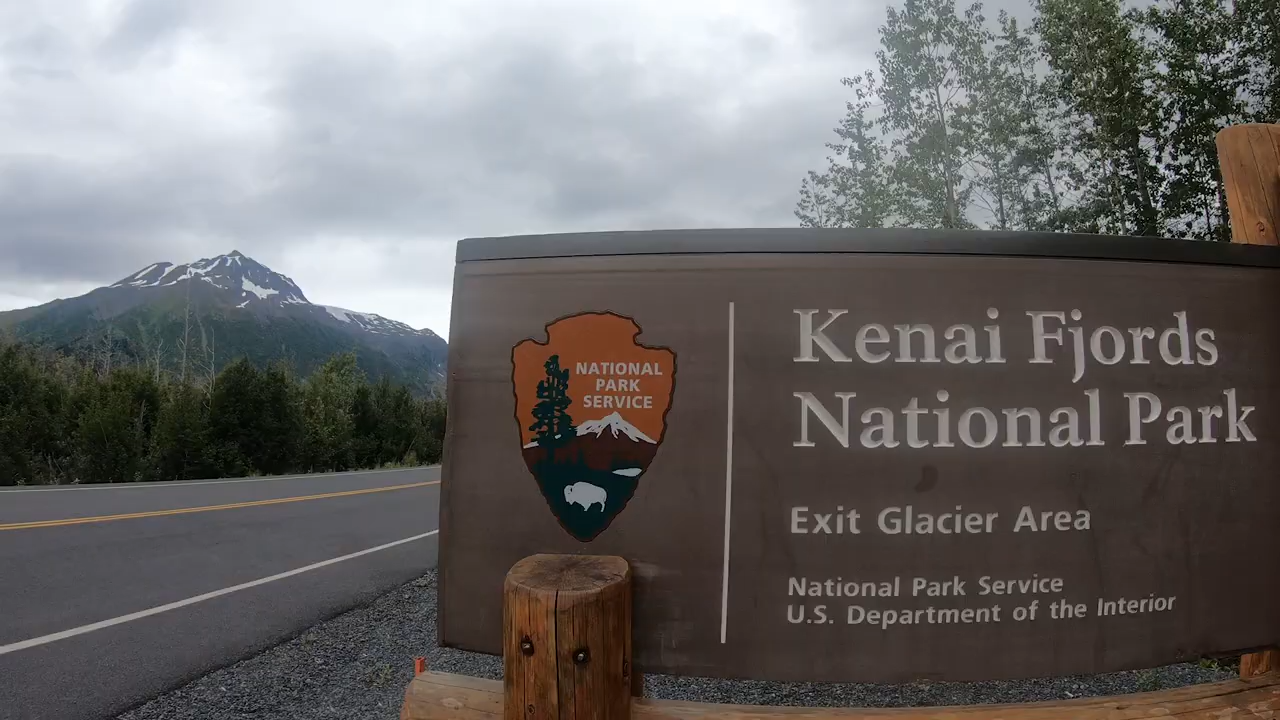 NATIONAL
PARK
SERVICE
Kenai Fjords
National Park
Exit Glacier Area
National Park Service
U.S. Department of the Interior